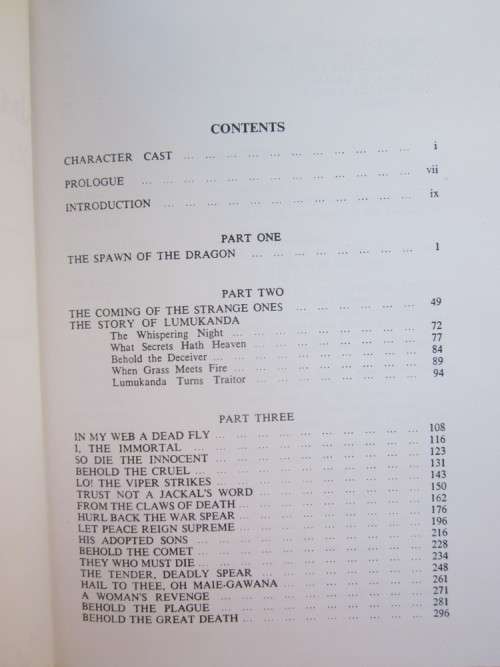 CONTENTS
CHARACTER CAST ... ... ... ... ... ... ... ... ... ... ... i
PROLOGUE ... ... ... ... ... ... ... ... ... ... ... ... ... vii
INTRODUCTION ... ... ... ... ... ... ... ... ... ... ... ... ix
PART ONE
THE SPAWN OF THE DRAGON ... ... ... ... ... ... ... ... 1
PART TWO
THE COMING OF THE STRANGE ONES ... ... ... ... ... ... 49
THE STORY OF LUMUKANDA
The Whispering Night ... ... ... ... ... ... ... ... 72
What Secrets Hath Heaven ... ... ... ... ... ... ... 77
Behold the Deceiver ... ... ... ... ... ... ... ... ... 84
When Grass Meets Fire ... ... ... ... ... ... ... ... 89
Lumukanda Turns Traitor ... ... ... ... ... ... ... 94
PART THREE
IN MY WEB A DEAD FLY ... ... ... ... ... ... ... ... ... 108
I, THE IMMORTAL ... ... ... ... ... ... ... ... ... ... ... 116
SO DIE THE INNOCENT ... ... ... ... ... ... ... ... ... 123
BEHOLD THE CRUEL ... ... ... ... ... ... ... ... ... ... 131
LO! THE VIPER STRIKES ... ... ... ... ... ... ... ... ... 143
TRUST NOT A JACKAL'S WORD ... ... ... ... ... ... ... 150
FROM THE CLAWS OF DEATH ... ... ... ... ... ... ... ... 162
HURL BACK THE WAR SPEAR ... ... ... ... ... ... ... ... 176
LET PEACE REIGN SUPREME ... ... ... ... ... ... ... ... 196
HIS ADOPTED SONS ... ... ... ... ... ... ... ... ... ... 216
BEHOLD THE COMET ... ... ... ... ... ... ... ... ... ... 228
THEY WHO MUST DIE ... ... ... ... ... ... ... ... ... ... 234
THE TENDER, DEADLY SPEAR ... ... ... ... ... ... ... ... 248
HAIL TO THEE, OH MAIE-GAWANA ... ... ... ... ... ... 261
A WOMAN'S REVENGE ... ... ... ... ... ... ... ... ... ... 271
BEHOLD THE PLAGUE ... ... ... ... ... ... ... ... ... ... 281
BEHOLD THE GREAT DEATH ... ... ... ... ... ... ... ... 296